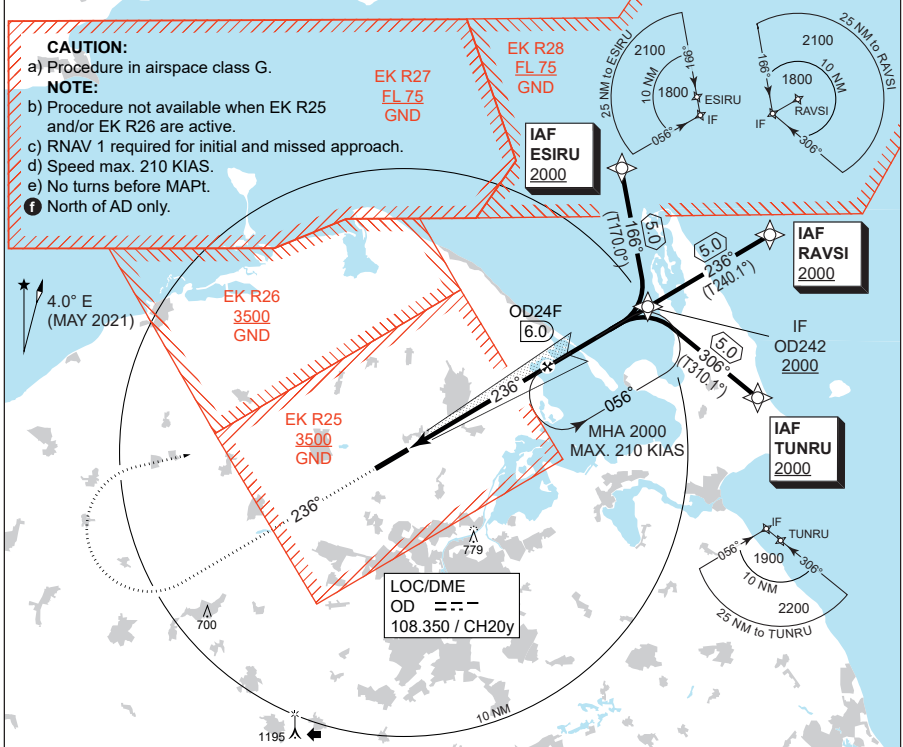 CAUTION:
a) Procedure in airspace class G.
NOTE:
b) Procedure not available when EK R25
and/or EK R26 are active.
c) RNAV 1 required for initial and missed approach.
d) Speed max. 210 KIAS.
e) No turns before MAPt.
f North of AD only.
EK R27
FL 75
GND
EK R28
FL 75
GND
25 NM to ESIRU
2100
10 NM
1800
166°
ESIRU
IF
056°
25 NM to RAVSI
2100
10 NM
1800
166°
RAVSI
IF
306°
IAF
ESIRU
2000
166°
(T170.0°)
5.0
5.0
236°
(T240.1°)
IAF
RAVSI
2000
4.0° E
(MAY 2021)
EK R26
3500
GND
OD24F
6.0
IF
OD242
2000
5.0
306°
(T310.1°)
236°
056°
MHA 2000
MAX. 210 KIAS
IAF
TUNRU
2000
EK R25
3500
GND
236°
779
IF
TUNRU
056°
306°
1900
10 NM
2200
25 NM to TUNRU
LOC/DME
OD
108.350 / CH20y
700
10 NM
1195